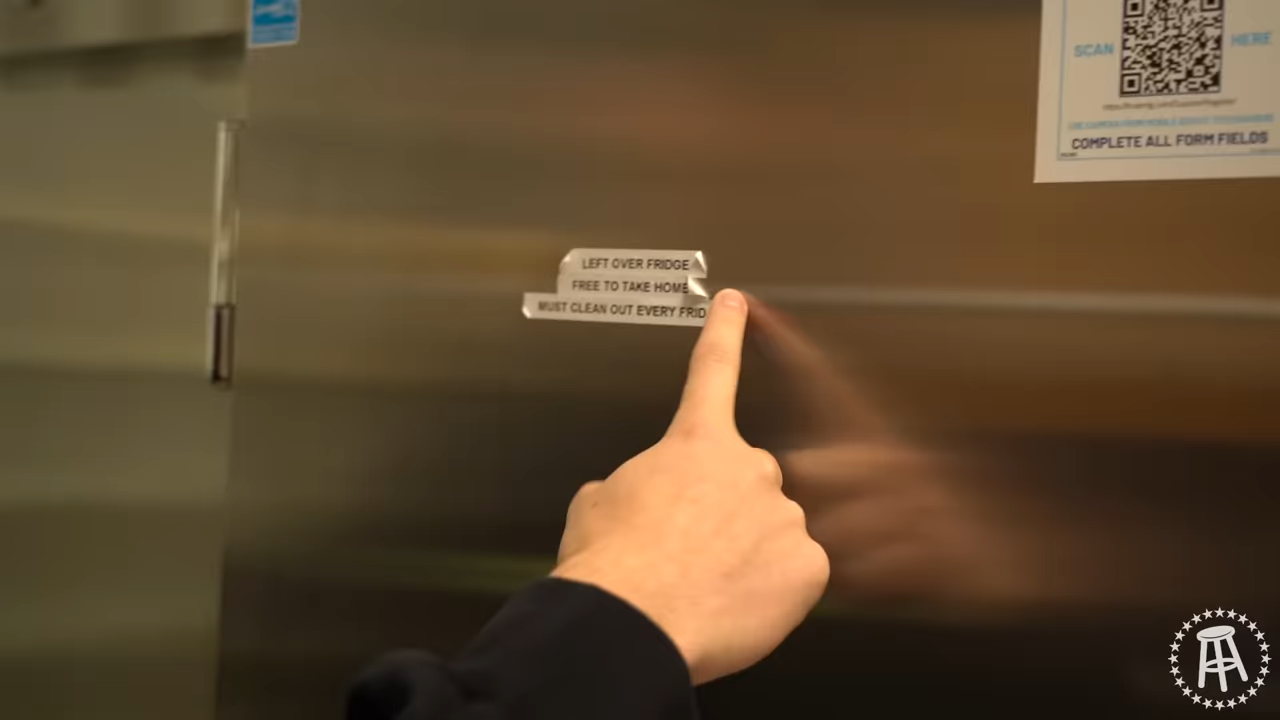 SCAN
HERE
COMPLETE ALL FORM FIELDS
LEFT OVER FRIDGE
FREE TO TAKE HOME
MUST CLEAN OUT EVERY FRID